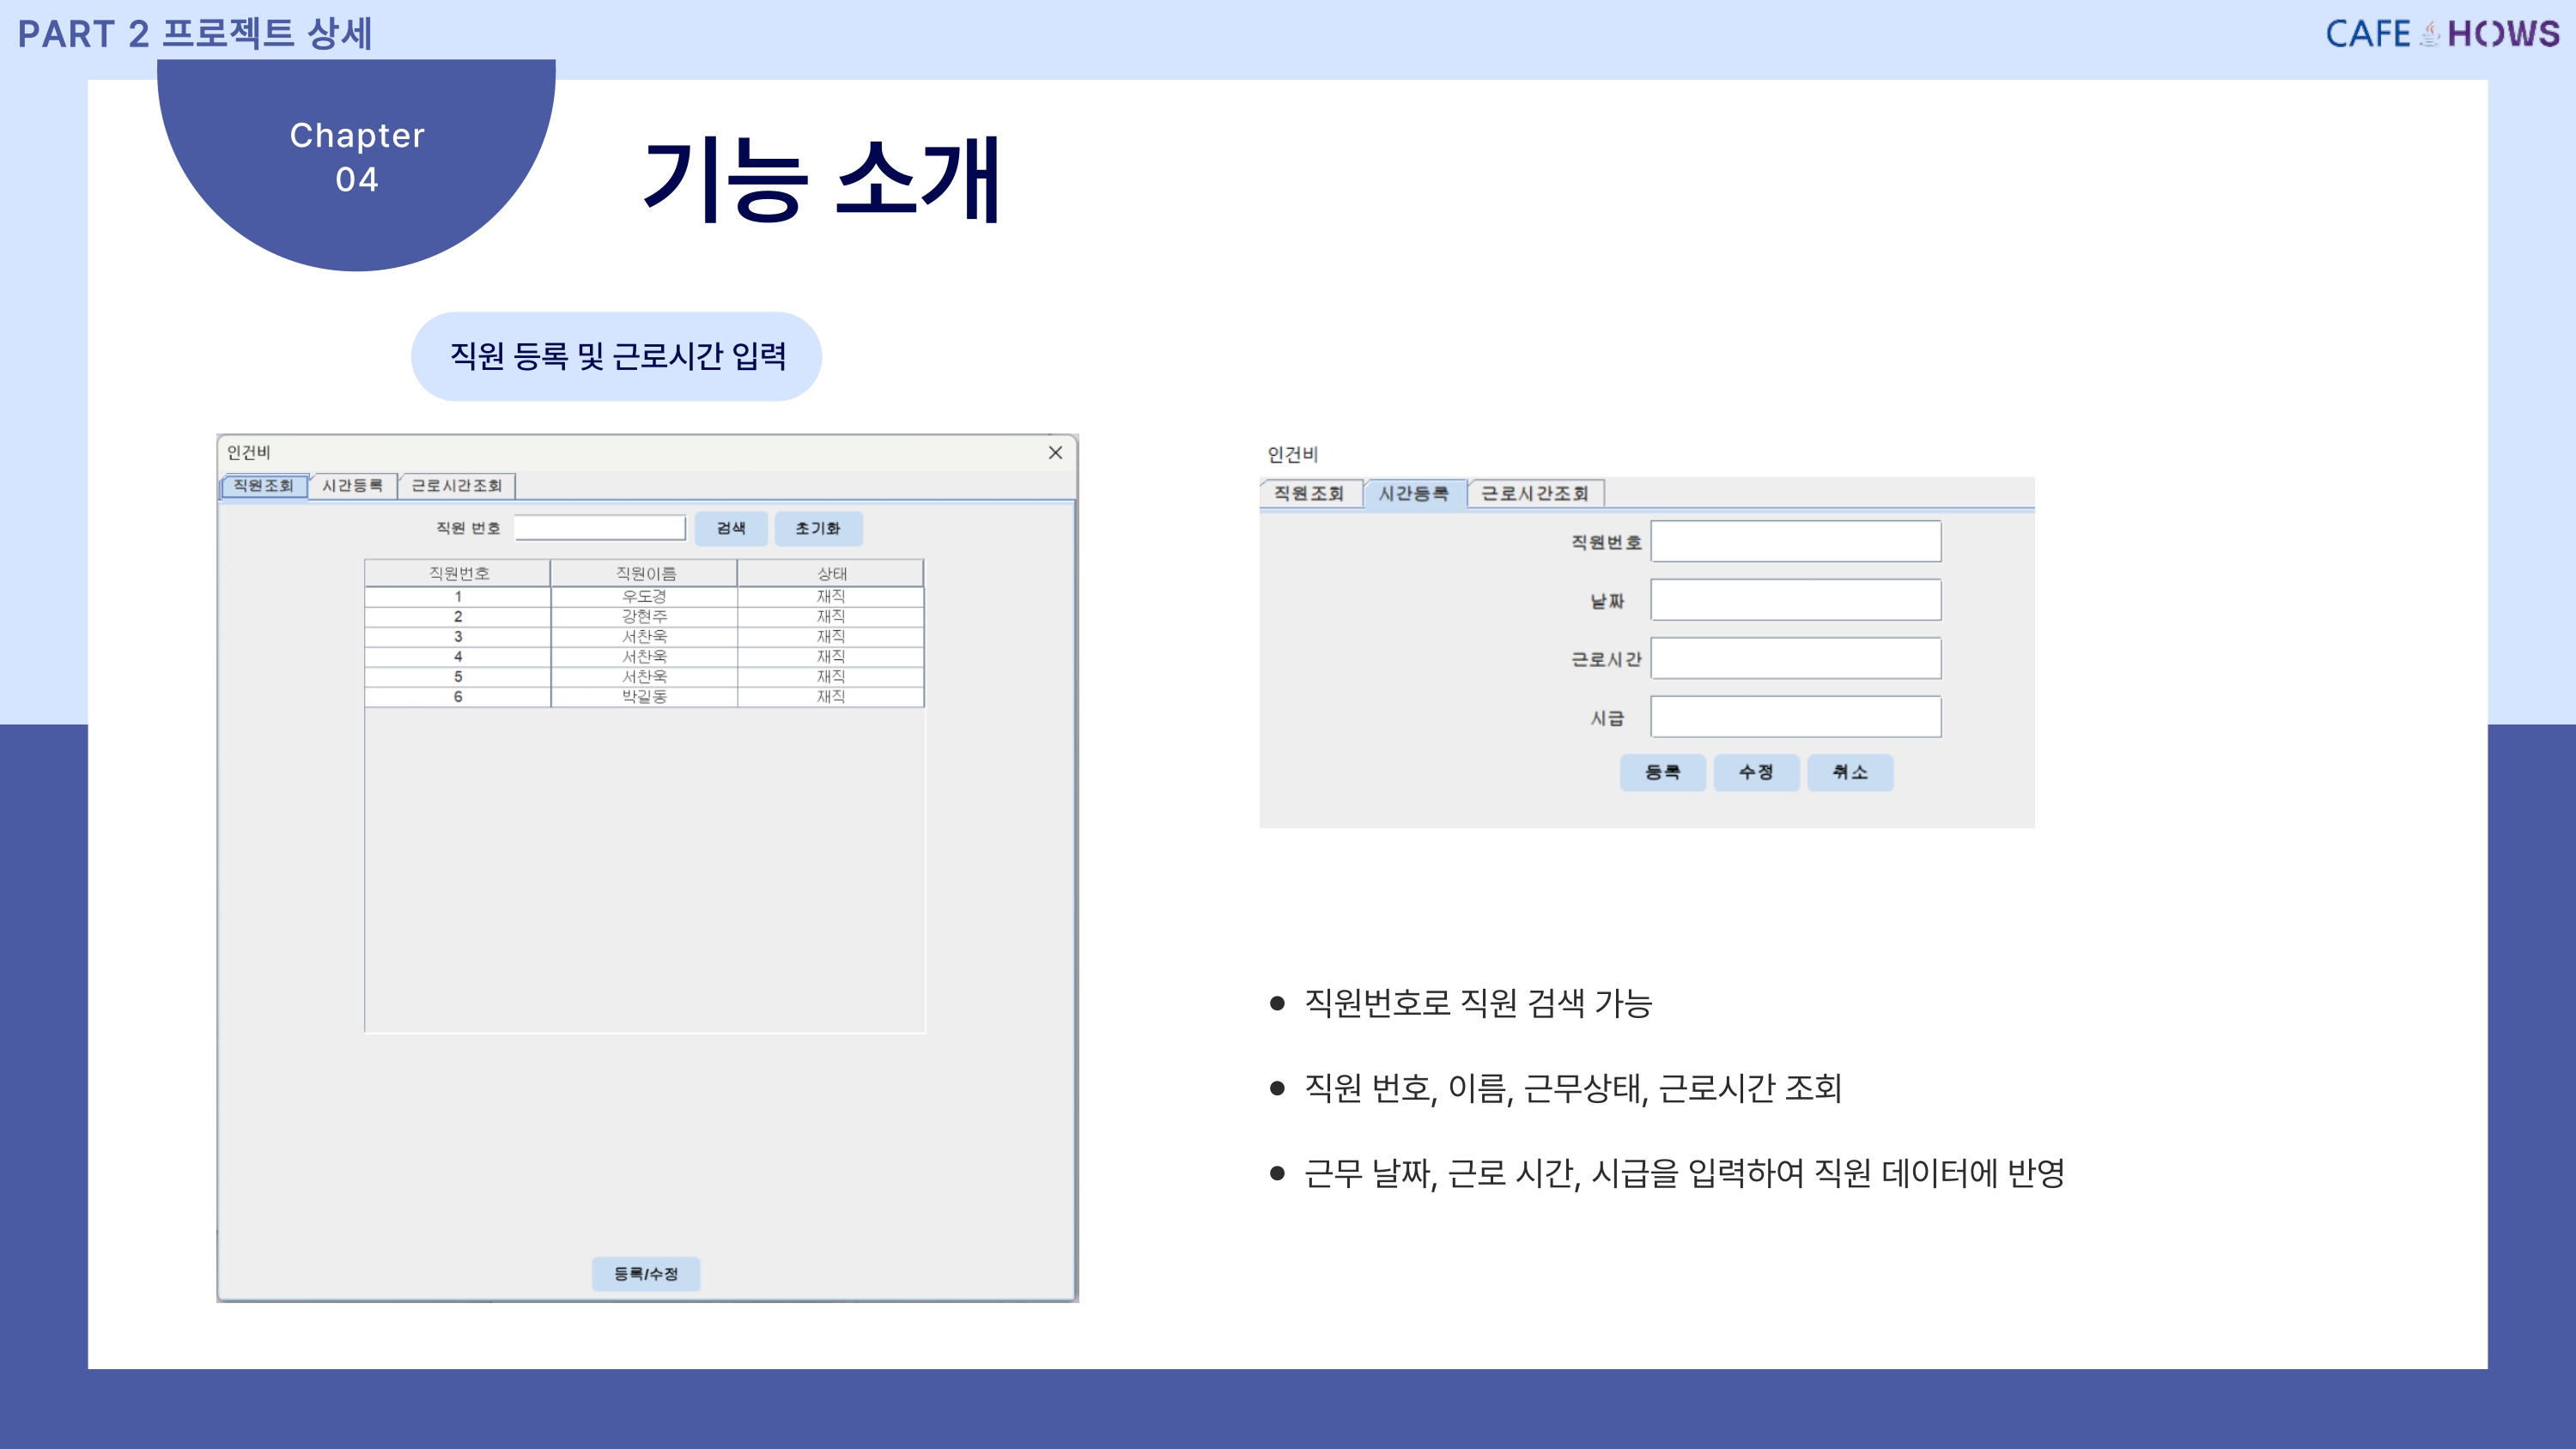 PART 2 프로젝트 상세
CAFE HOWS
Chapter
04
기능 소개
직원 등록 및 근로시간 입력
인건비
직원조회 시간등록 근로시간조회
직원 번호 검색 초기화
직원번호 직원이름 상태
1 우도경 재직
2 강현주 재직
3 서찬욱 재직
4 서찬욱 재직
5 서찬욱 재직
6 박길동 재직
등록/수정
인건비
직원조회 시간등록 근로시간조회
직원번호
날짜
근로시간
시급
등록 수정 취소
직원번호로 직원 검색 가능
직원 번호, 이름, 근무상태, 근로시간 조회
근무 날짜, 근로 시간, 시급을 입력하여 직원 데이터에 반영